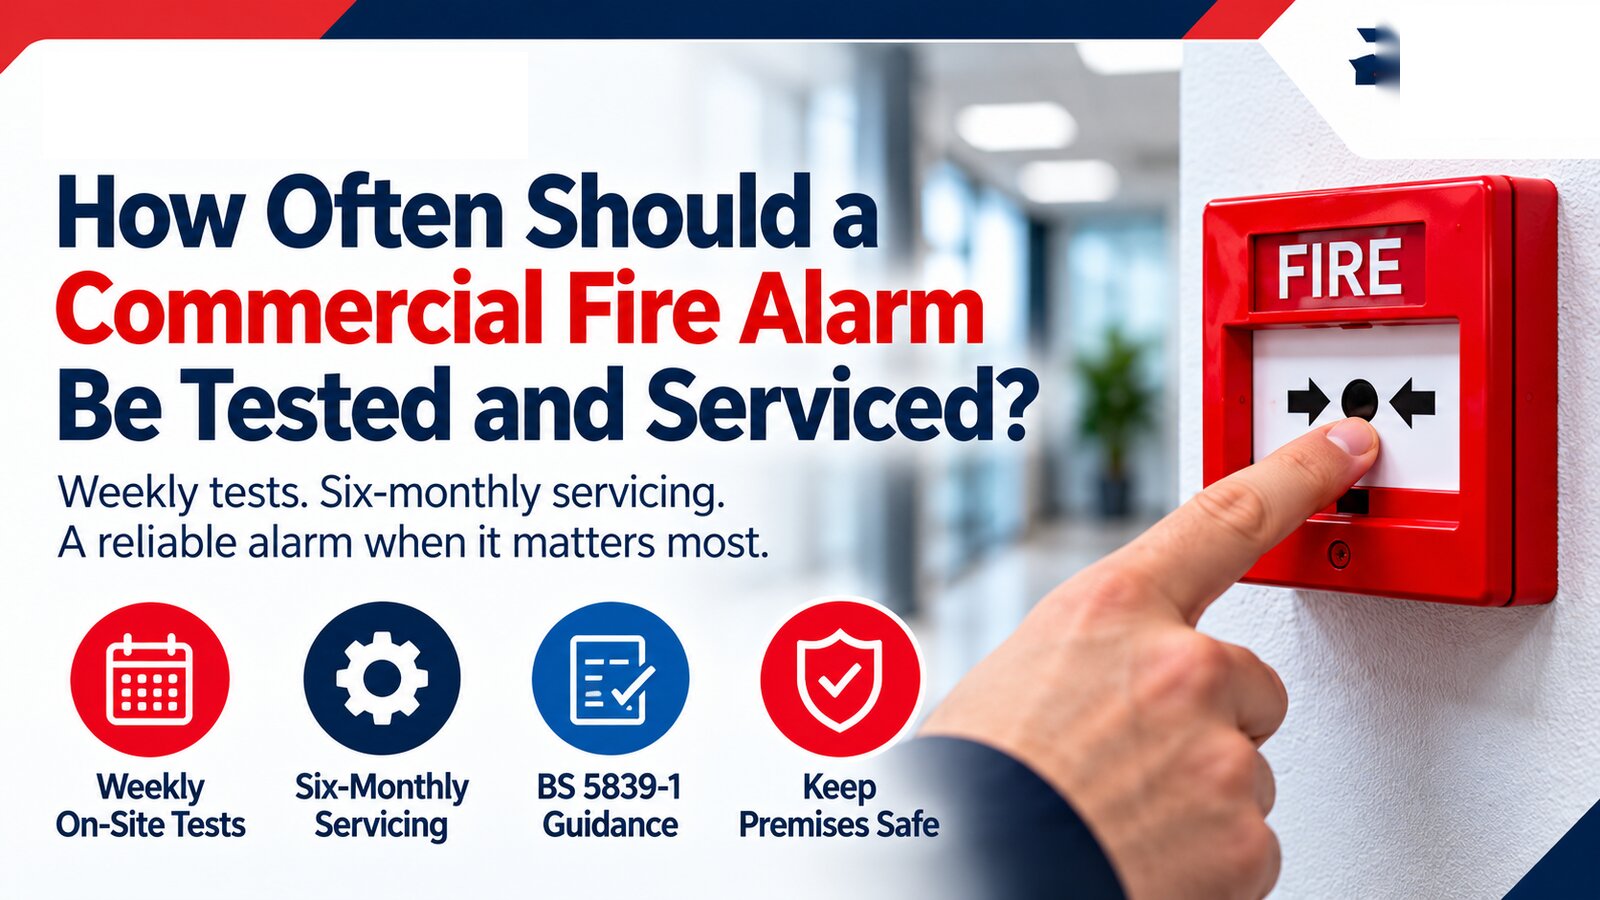 How Often Should a
Commercial Fire Alarm
Be Tested and Serviced?
Weekly tests. Six-monthly servicing.
A reliable alarm when it matters most.
Weekly
On-Site Tests
Six-Monthly
Servicing
BS 5839-1
Guidance
Keep
Premises Safe
FIRE